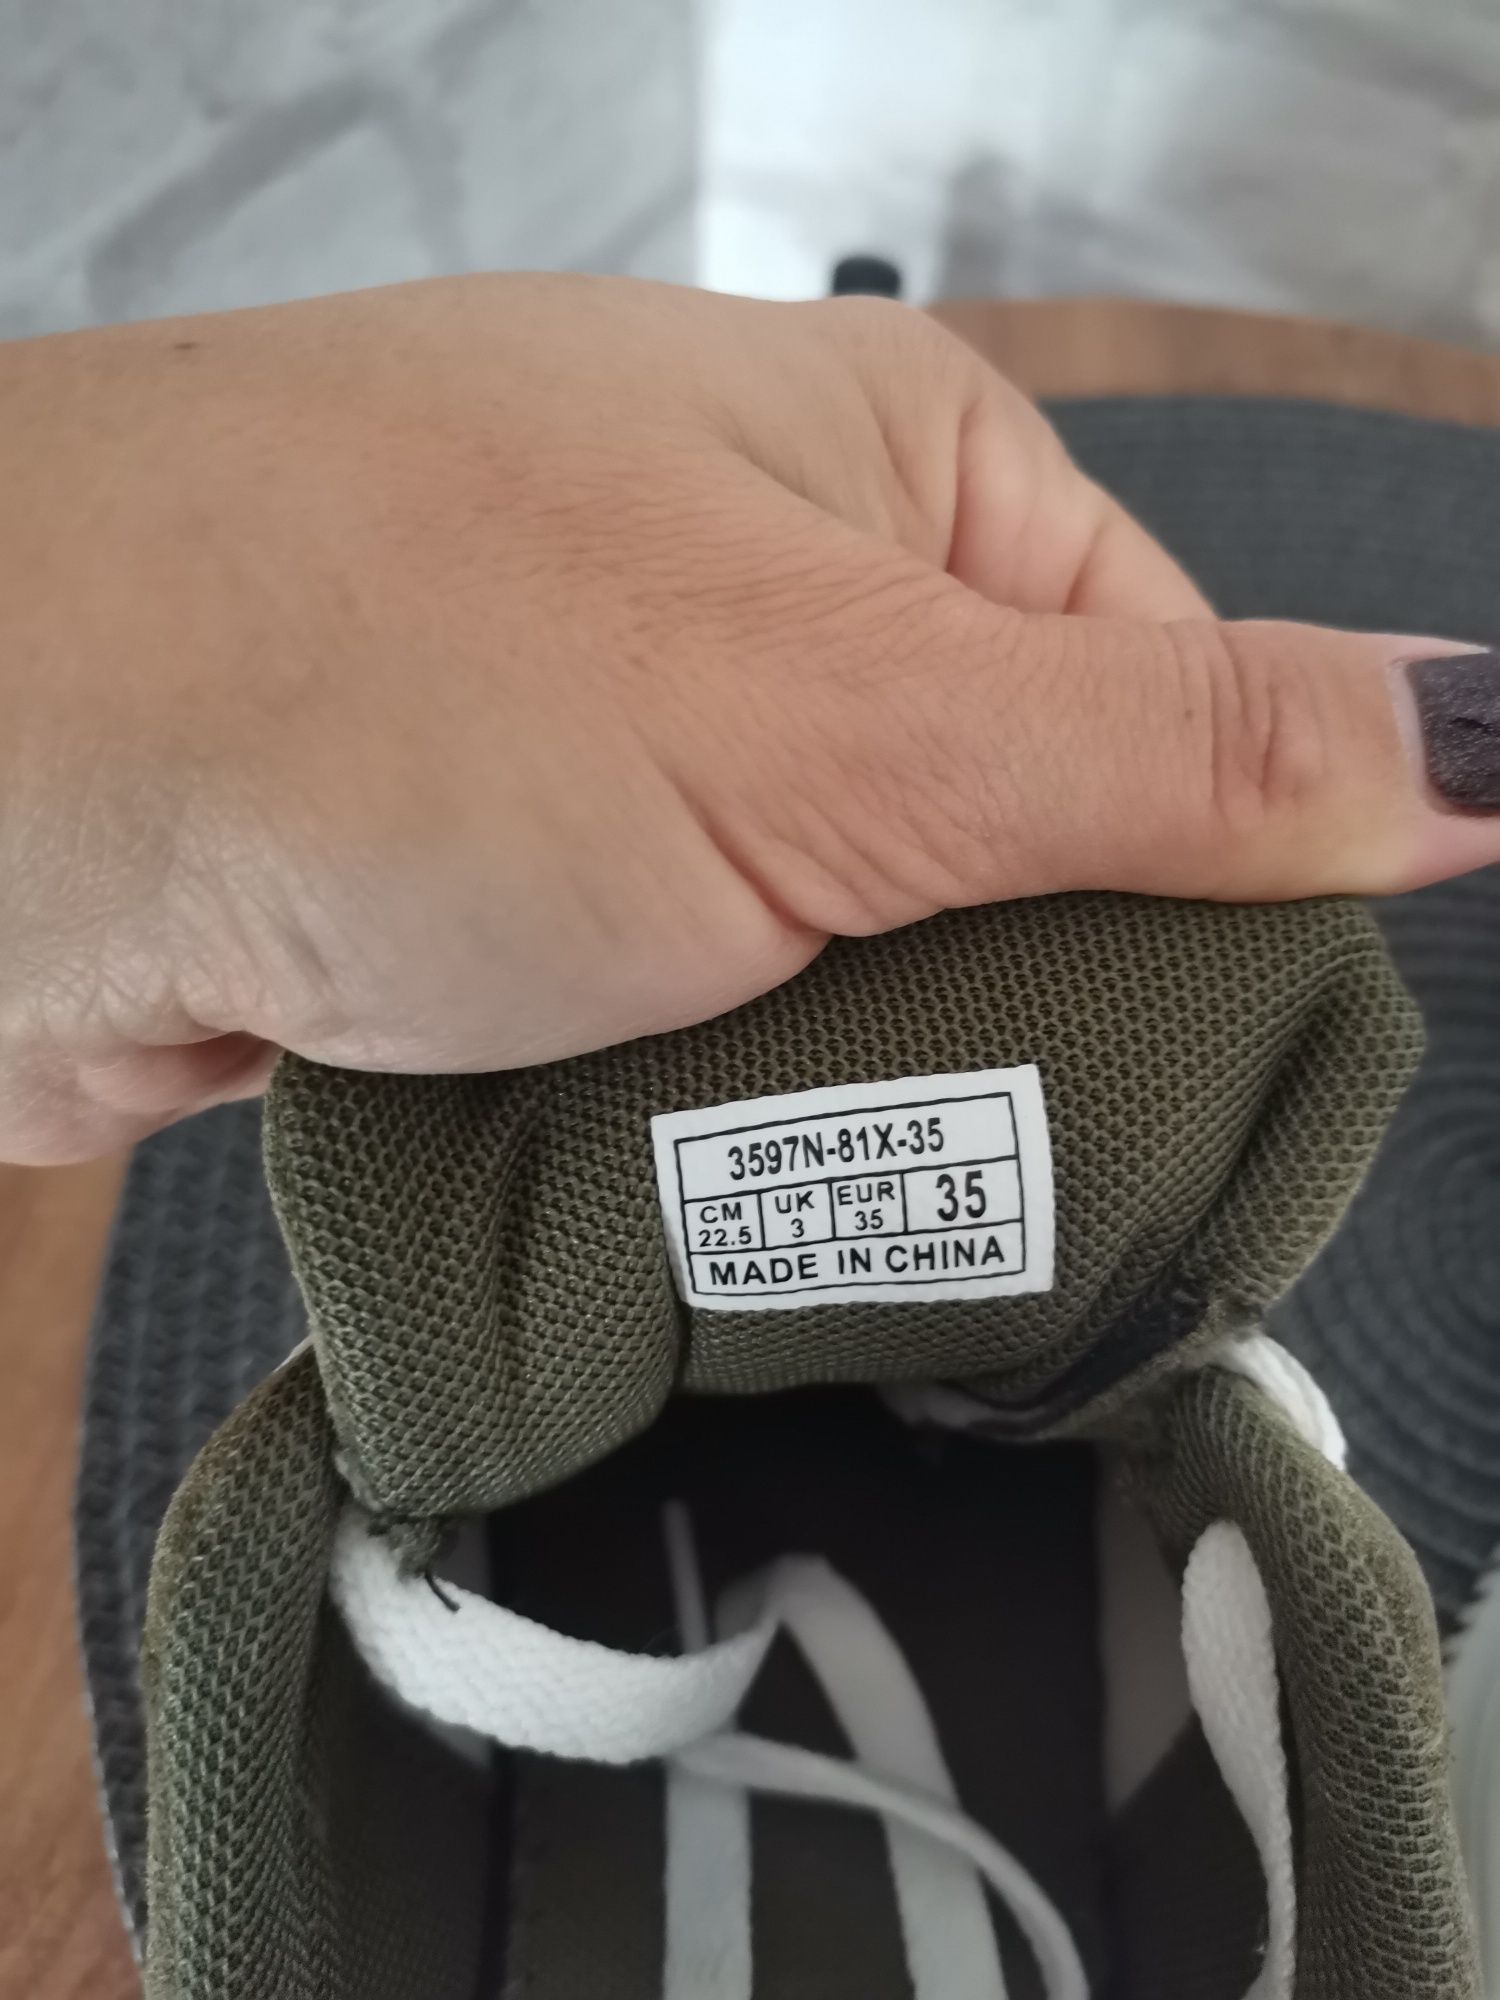 3597N-81X-35
CM UK EUR 35
22.5 3 35
MADE IN CHINA